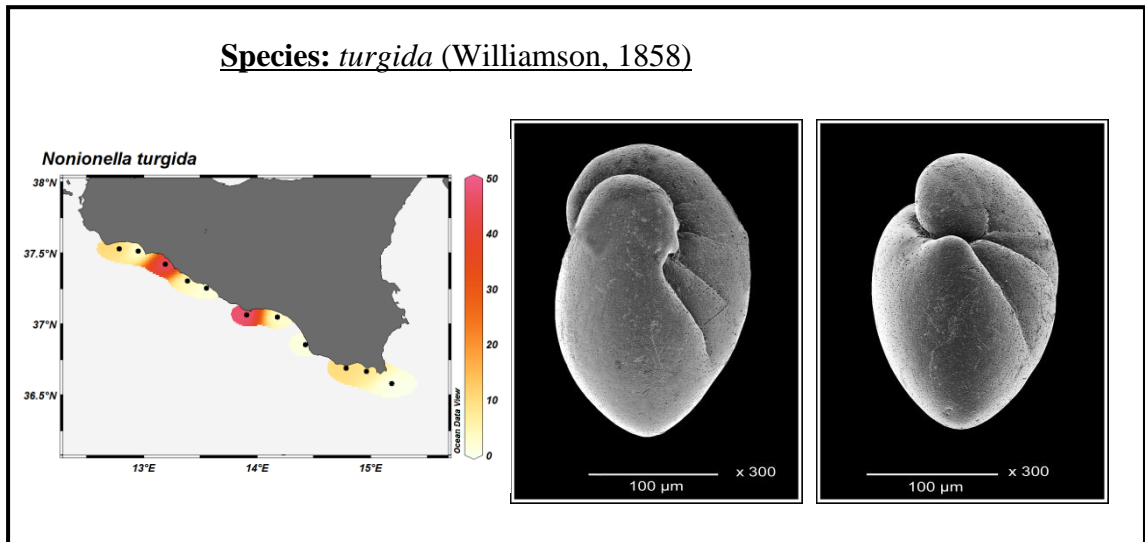 Species: turgida (Williamson, 1858)
Nonionella turgida
38°N
37.5°N
37°N
36.5°N
13°E
14°E
15°E
50
40
30
20
10
0
Ocean Data View
x 300
100 µm
x 300
100 µm